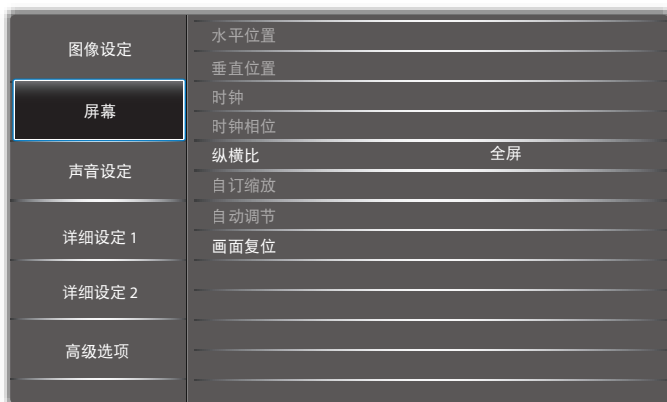 图像设定
屏幕
声音设定
详细设定 1
详细设定 2
高级选项
水平位置
垂直位置
时钟
时钟相位
纵横比 全屏
自订缩放
自动调节
画面复位